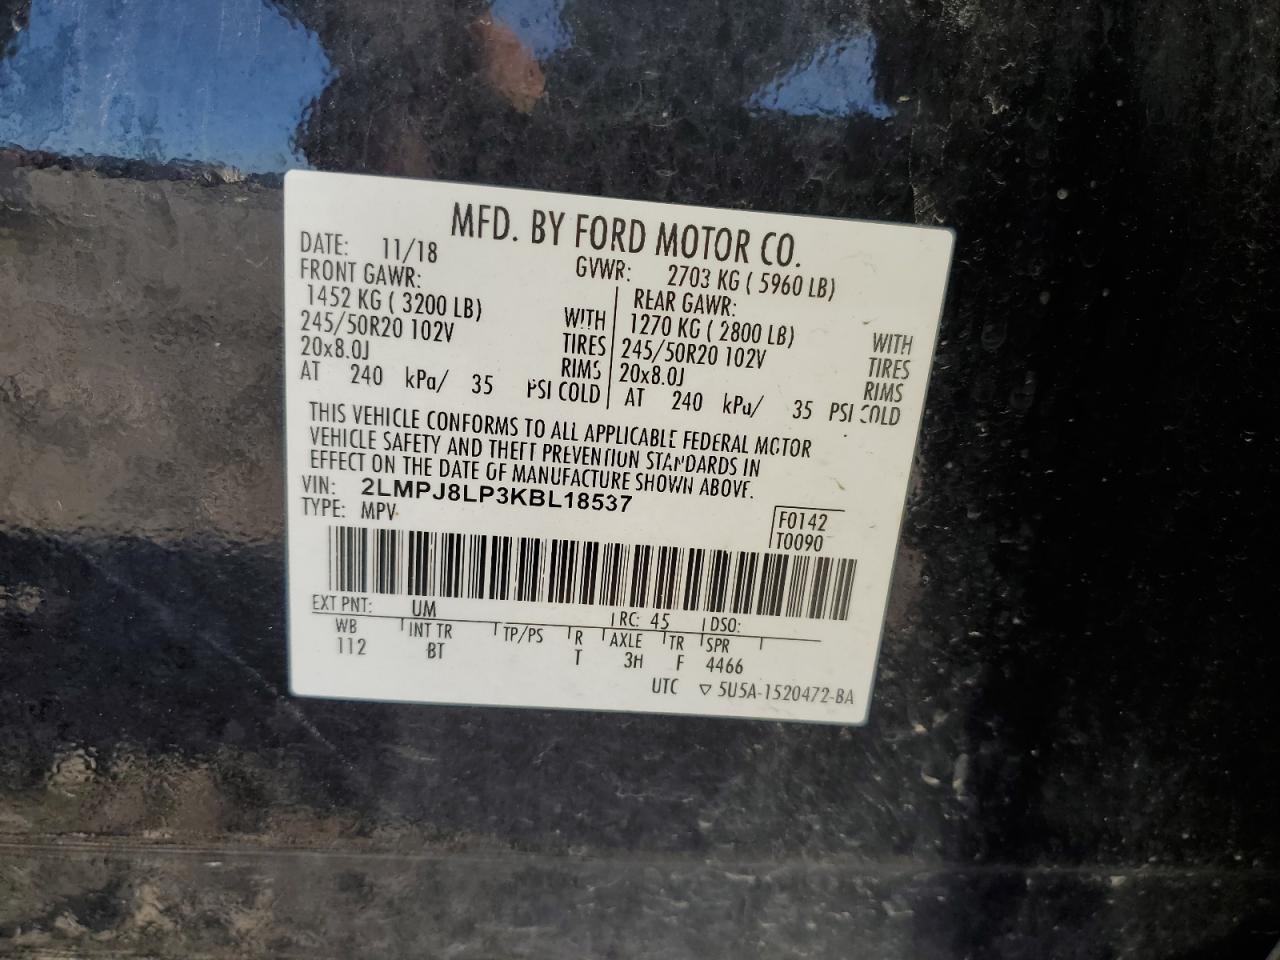 MFD. BY FORD MOTOR CO.
DATE: 11/18 GVWR: 2703 KG ( 5960 LB)
FRONT GAWR: REAR GAWR:
1452 KG ( 3200 LB) WITH 1270 KG ( 2800 LB) WITH
245/50R20 102V TIRES 245/50R20 102V TIRES
20x8.0J RIMS 20x8.0J RIMS
AT 240 kPa/ 35 PSI COLD AT 240 kPa/ 35 PSI COLD
THIS VEHICLE CONFORMS TO ALL APPLICABLE FEDERAL MOTOR
VEHICLE SAFETY AND THEFT PREVENTION STANDARDS IN
EFFECT ON THE DATE OF MANUFACTURE SHOWN ABOVE.
VIN: 2LMPJ8LP3KBL18537
TYPE: MPV
F0142
T0090
EXT PNT: UM RC: 45 DSO:
WB INT TR TP/PS R AXLE TR SPR
112 BT T 3H F 4466
UTC ▽ 5U5A-1520472-BA